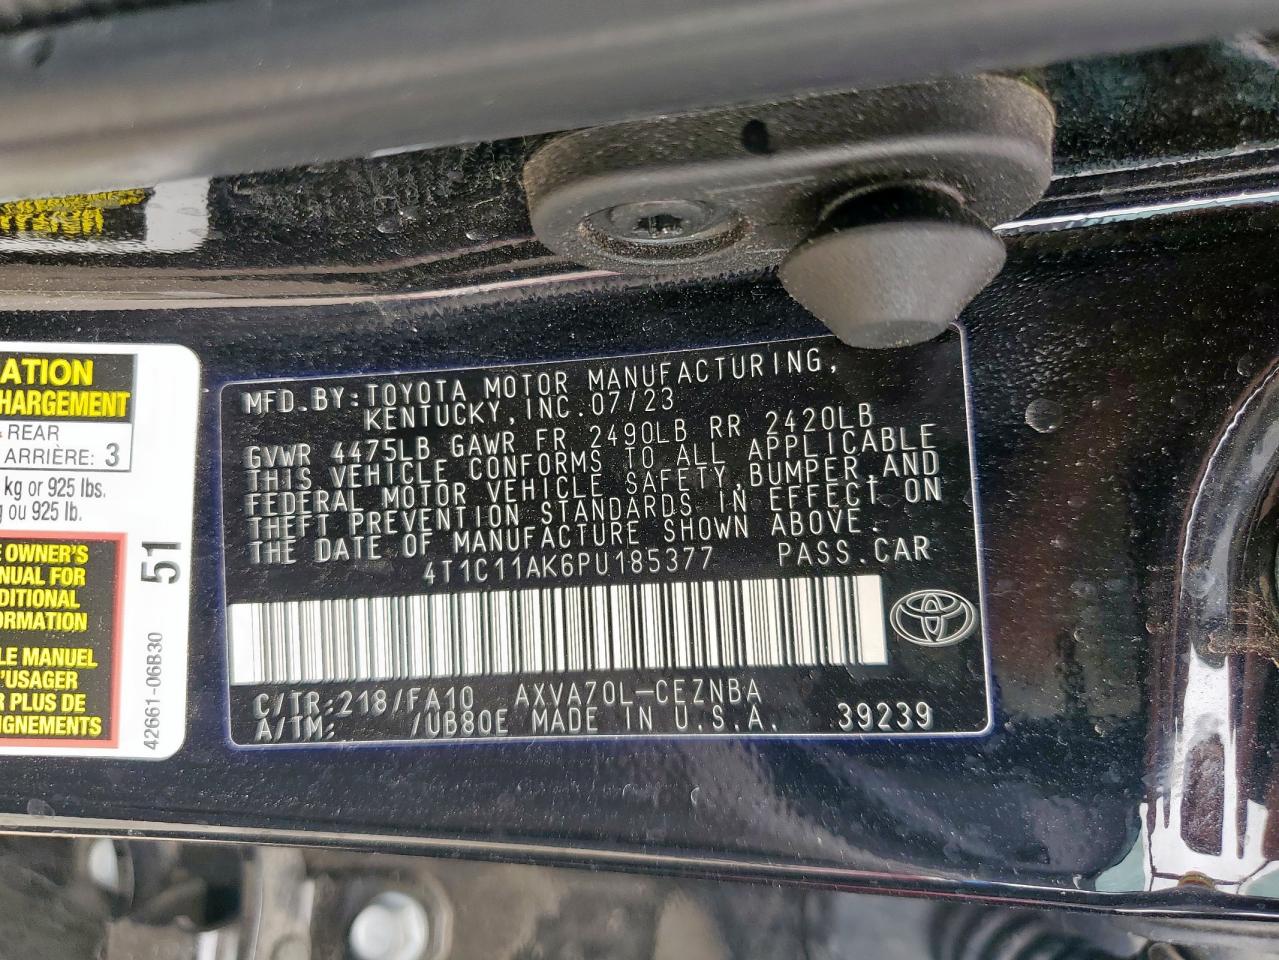 ATION
HARGEMENT
REAR
ARRIÈRE: 3
kg or 925 lbs.
g ou 925 lb.
E OWNER'S
NUAL FOR
DITIONAL
ORMATION
LE MANUEL
'USAGER
R PLUS DE
IGNEMENTS
51
42661-06B30
MFD.BY:TOYOTA MOTOR MANUFACTURING,
KENTUCKY, INC.07/23
GVWR 4475LB GAWR FR 2490LB RR 2420LB
THIS VEHICLE CONFORMS TO ALL APPLICABLE
FEDERAL MOTOR VEHICLE SAFETY,BUMPER,AND
THEFT PREVENTION STANDARDS IN EFFECT ON
THE DATE OF MANUFACTURE SHOWN ABOVE.
4T1C11AK6PU185377 PASS.CAR
C/TR:218/FA10 AXVA70L-CEZNBA
A/TM: /UB80E MADE IN U.S.A. 39239